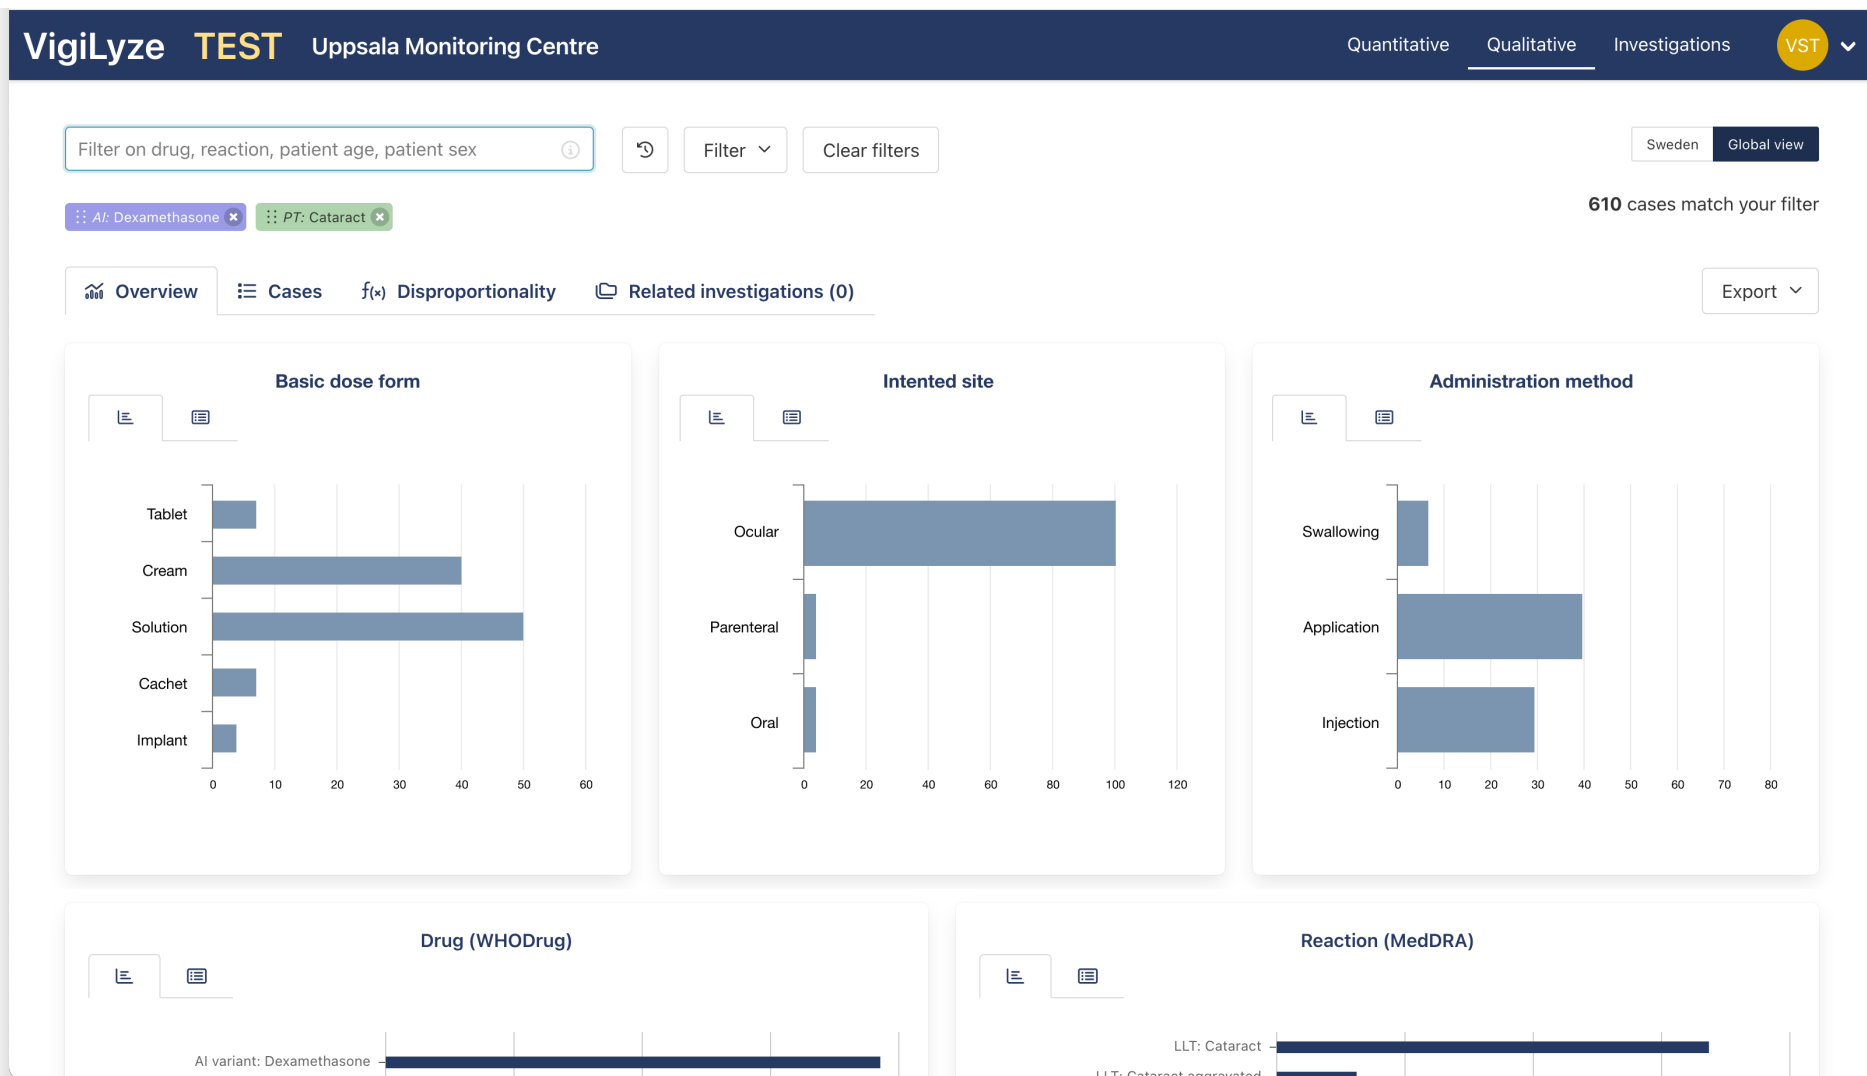 VigiLyze TEST Uppsala Monitoring Centre Quantitative Qualitative Investigations VST
Filter on drug, reaction, patient age, patient sex Filter Clear filters Sweden Global view
AI: Dexamethasone PT: Cataract 610 cases match your filter
Overview Cases f(x) Disproportionality Related investigations (0) Export
Basic dose form
Tablet
Cream
Solution
Cachet
Implant
0 10 20 30 40 50 60
Intented site
Ocular
Parenteral
Oral
0 20 40 60 80 100 120
Administration method
Swallowing
Application
Injection
0 10 20 30 40 50 60 70 80
Drug (WHODrug)
AI variant: Dexamethasone
Reaction (MedDRA)
LLT: Cataract
LLT: Cataract aggravated